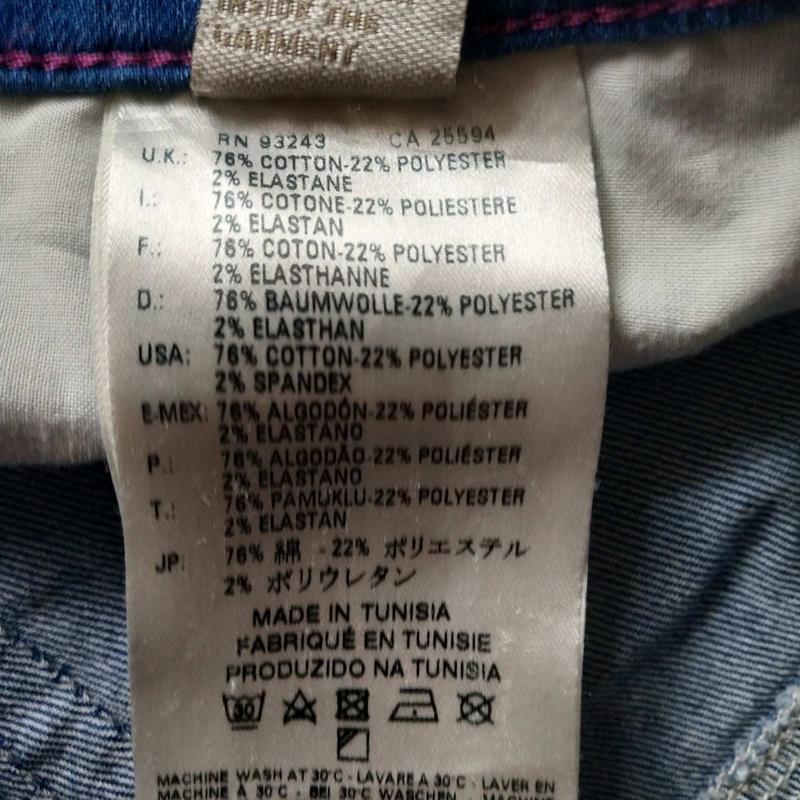 INSIDE THE
GARMENT
RN 93243 CA 25594
U.K.: 76% COTTON-22% POLYESTER
2% ELASTANE
I.: 76% COTONE-22% POLIESTERE
2% ELASTAN
F.: 76% COTON-22% POLYESTER
2% ELASTHANNE
D.: 76% BAUMWOLLE-22% POLYESTER
2% ELASTHAN
USA: 76% COTTON-22% POLYESTER
2% SPANDEX
E-MEX: 76% ALGODÓN-22% POLIÉSTER
2% ELASTANO
P.: 76% ALGODÃO-22% POLIÉSTER
2% ELASTANO
T.: 76% PAMUKLU-22% POLYESTER
2% ELASTAN
JP: 76% 綿 - 22% ポリエステル
2% ポリウレタン
MADE IN TUNISIA
FABRIQUÉ EN TUNISIE
PRODUZIDO NA TUNISIA
30
MACHINE WASH AT 30°C - LAVARE A 30°C - LAVER EN
MACHINE À 30°C - BEI 30°C WASCHEN - MACHINE